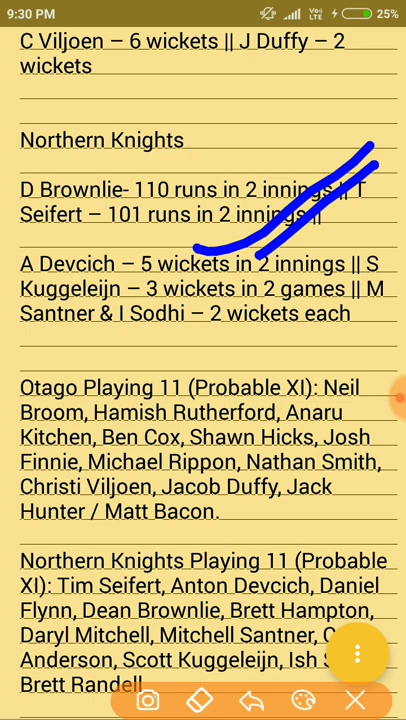 9:30 PM
VoLTE
25%
C Viljoen – 6 wickets || J Duffy – 2
wickets
Northern Knights
D Brownlie- 110 runs in 2 innings || T
Seifert – 101 runs in 2 innings ||
A Devcich – 5 wickets in 2 innings || S
Kuggeleijn – 3 wickets in 2 games || M
Santner & I Sodhi – 2 wickets each
Otago Playing 11 (Probable XI): Neil
Broom, Hamish Rutherford, Anaru
Kitchen, Ben Cox, Shawn Hicks, Josh
Finnie, Michael Rippon, Nathan Smith,
Christi Viljoen, Jacob Duffy, Jack
Hunter / Matt Bacon.
Northern Knights Playing 11 (Probable
XI): Tim Seifert, Anton Devcich, Daniel
Flynn, Dean Brownlie, Brett Hampton,
Daryl Mitchell, Mitchell Santner,
Anderson, Scott Kuggeleijn, Ish
Brett Randell